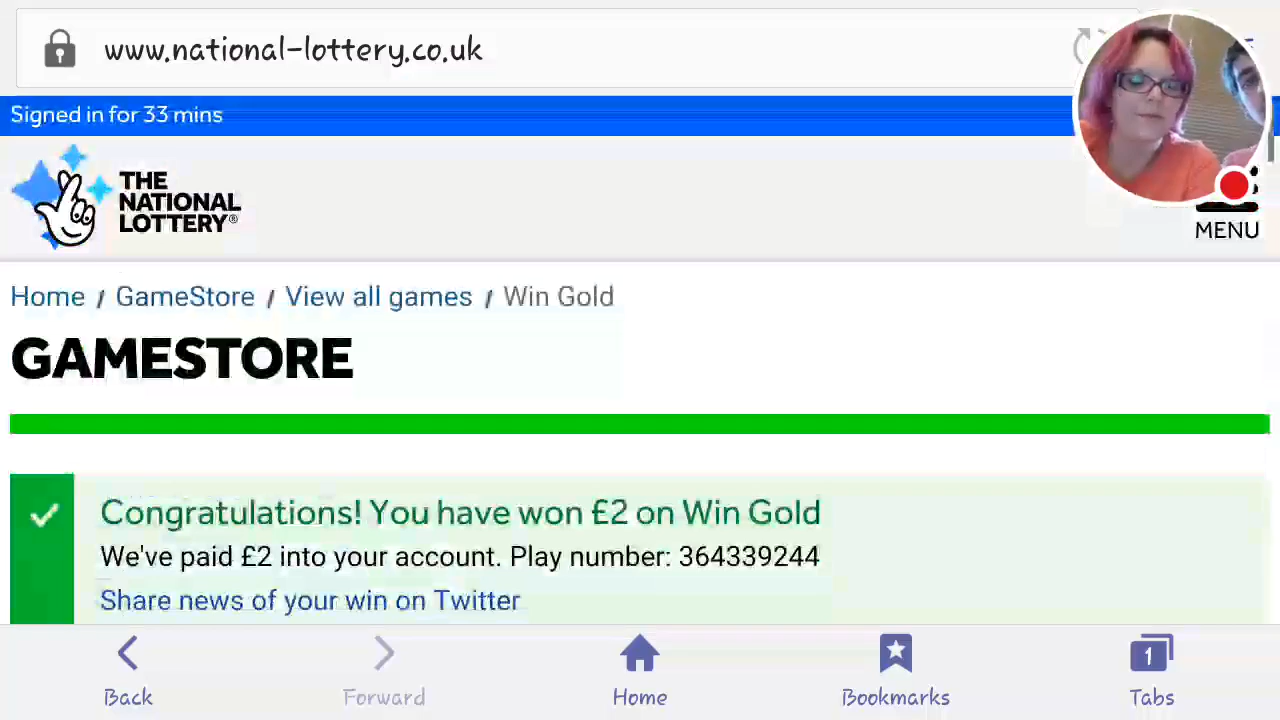 www.national-lottery.co.uk
Signed in for 33 mins
THE
NATIONAL
LOTTERY®
MENU
Home / GameStore / View all games / Win Gold
GAMESTORE
Congratulations! You have won £2 on Win Gold
We've paid £2 into your account. Play number: 364339244
Share news of your win on Twitter
Back
Forward
Home
Bookmarks
1
Tabs